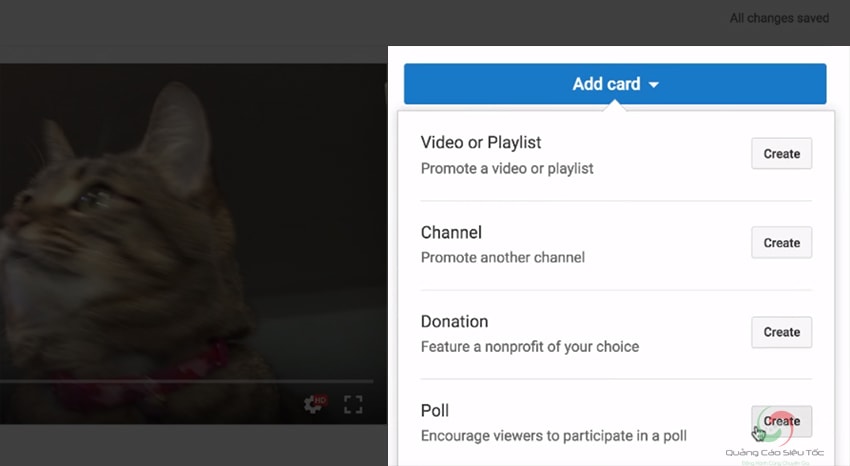 All changes saved
Add card
Video or Playlist
Promote a video or playlist
Create
Channel
Promote another channel
Create
Donation
Feature a nonprofit of your choice
Create
Poll
Encourage viewers to participate in a poll
Create
HD
Quảng Cáo Siêu Tốc